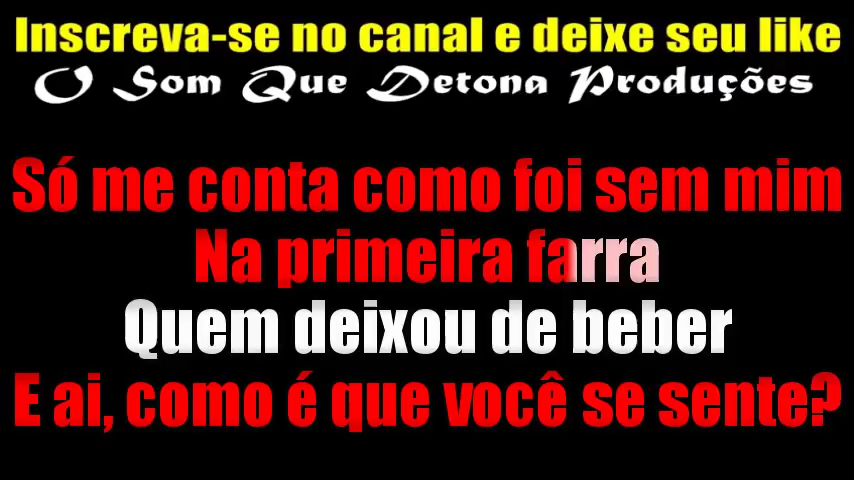 Inscreva-se no canal e deixe seu like
O Som Que Detona Produções
Só me conta como foi sem mim
Na primeira farra
Quem deixou de beber
E ai, como é que você se sente?